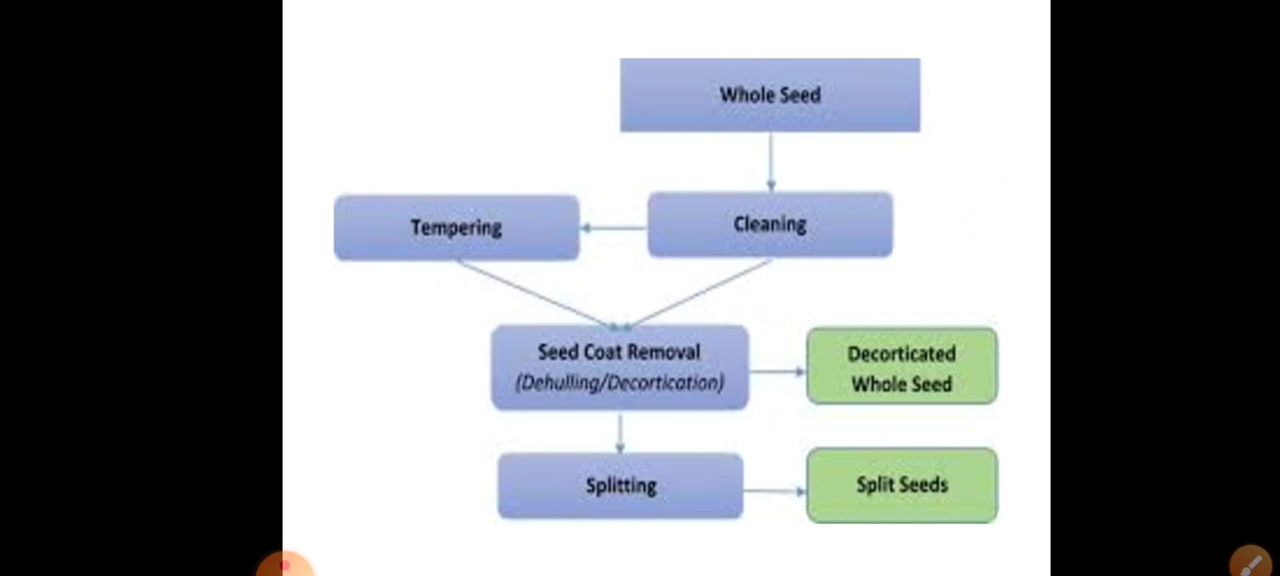 Whole Seed
Tempering
Cleaning
Seed Coat Removal
(Dehulling/Decortication)
Decorticated
Whole Seed
Splitting
Split Seeds